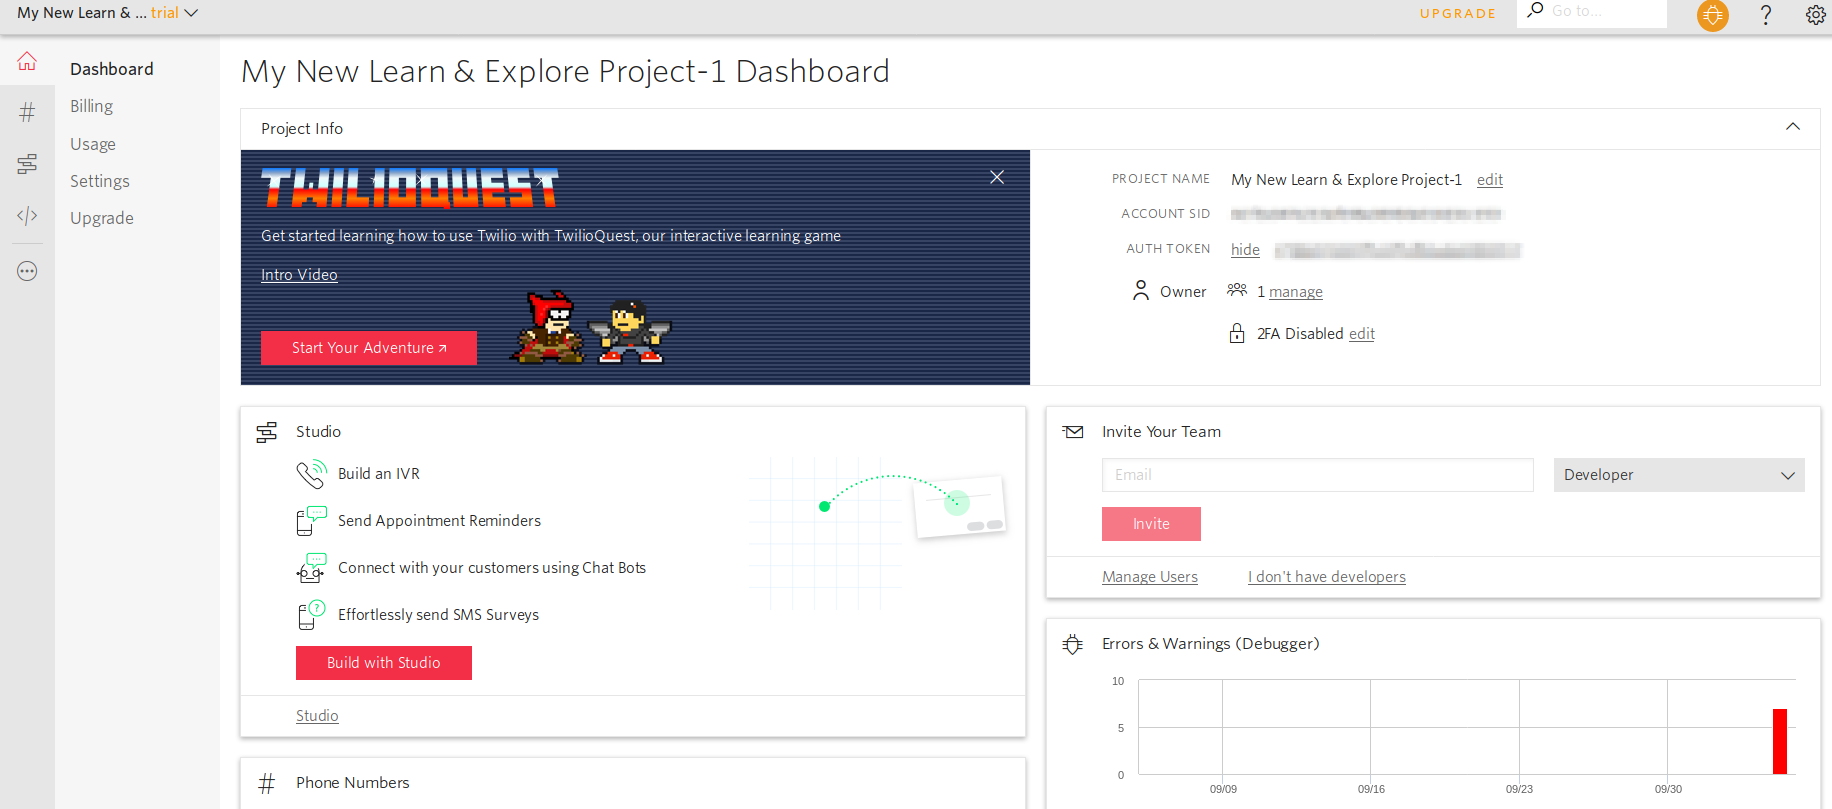 My New Learn & ... trial
UPGRADE
Go to...
?
Dashboard
Billing
Usage
Settings
Upgrade
My New Learn & Explore Project-1 Dashboard
Project Info
TWILIOQUEST
Get started learning how to use Twilio with TwilioQuest, our interactive learning game
Intro Video
Start Your Adventure
PROJECT NAME My New Learn & Explore Project-1 edit
ACCOUNT SID
AUTH TOKEN hide
Owner 1 manage
2FA Disabled edit
Studio
Build an IVR
Send Appointment Reminders
Connect with your customers using Chat Bots
Effortlessly send SMS Surveys
Build with Studio
Studio
# Phone Numbers
Invite Your Team
Email
Developer
Invite
Manage Users
I don't have developers
Errors & Warnings (Debugger)
10
5
0
09/09 09/16 09/23 09/30